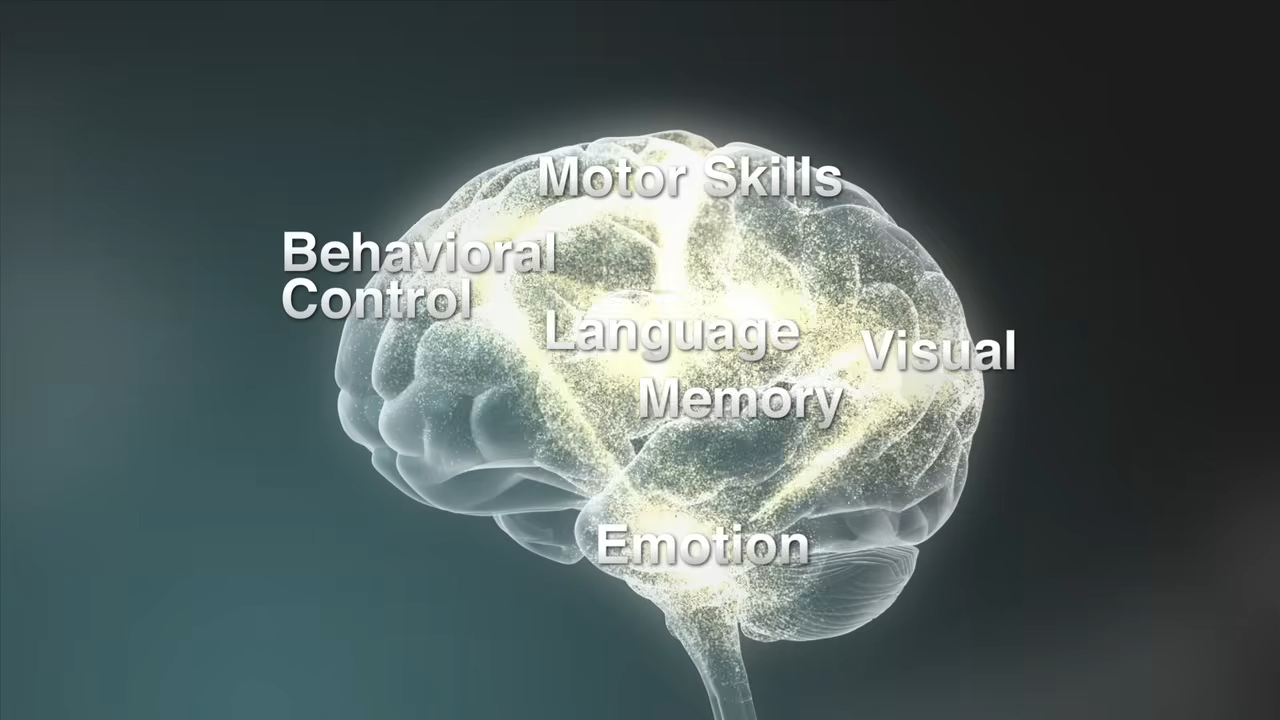 Motor Skills
Behavioral
Control
Language
Visual
Memory
Emotion